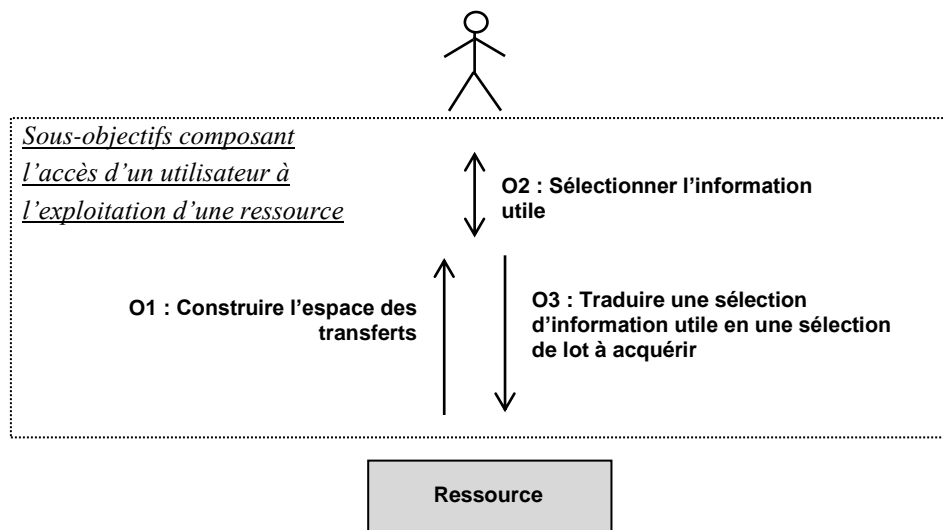 Sous-objectifs composant
l’accès d’un utilisateur à
l’exploitation d’une ressource
O2 : Sélectionner l’information
utile
O1 : Construire l’espace des
transferts
O3 : Traduire une sélection
d’information utile en une sélection
de lot à acquérir
Ressource